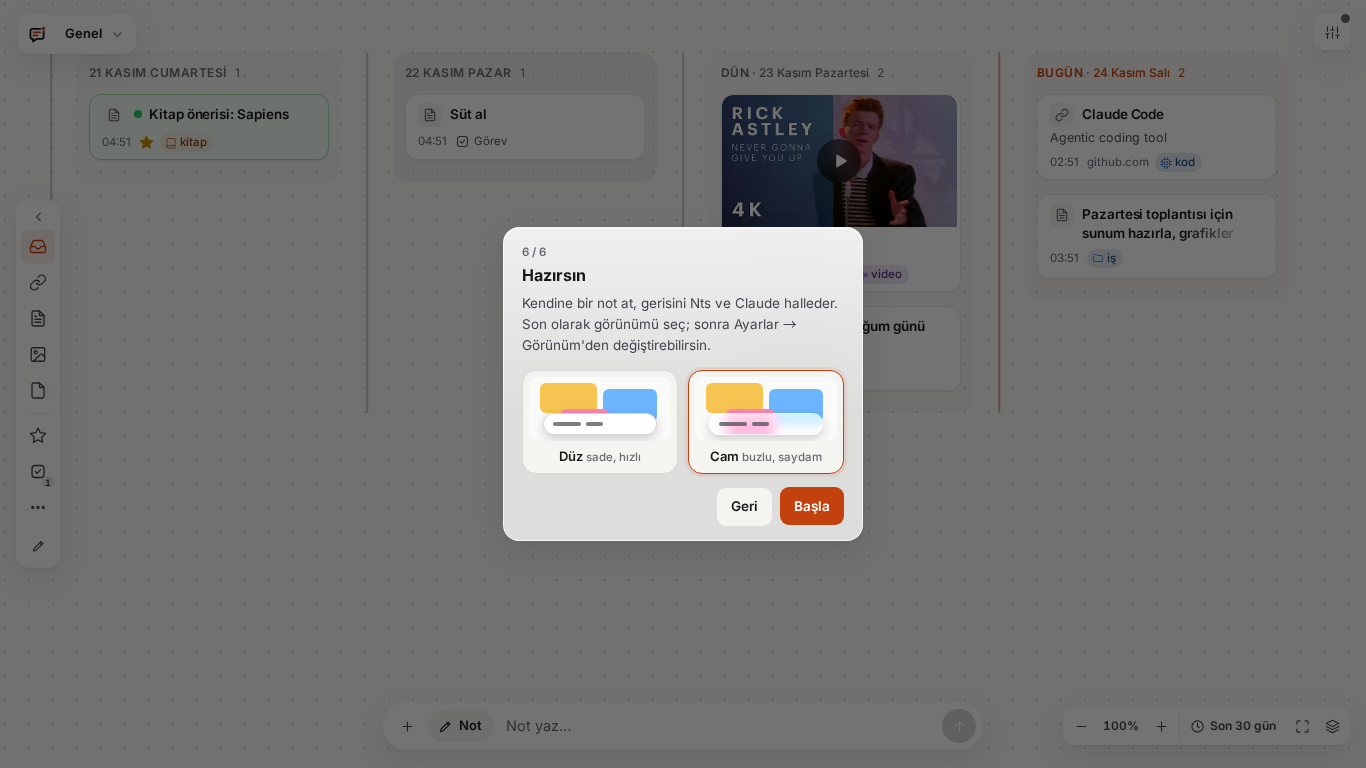 Genel
21 KASIM CUMARTESİ 1
Kitap önerisi: Sapiens
04:51 kitap
22 KASIM PAZAR 1
Süt al
04:51 Görev
DÜN · 23 Kasım Pazartesi 2
RICK
ASTLEY
NEVER GONNA
GIVE YOU UP
4K
video
ğum günü
BUGÜN · 24 Kasım Salı 2
Claude Code
Agentic coding tool
02:51 github.com kod
Pazartesi toplantısı için
sunum hazırla, grafikler
03:51 iş
1
6 / 6
Hazırsın
Kendine bir not at, gerisini Nts ve Claude halleder.
Son olarak görünümü seç; sonra Ayarlar →
Görünüm'den değiştirebilirsin.
Düz sade, hızlı
Cam buzlu, saydam
Geri
Başla
Not
Not yaz...
100%
Son 30 gün